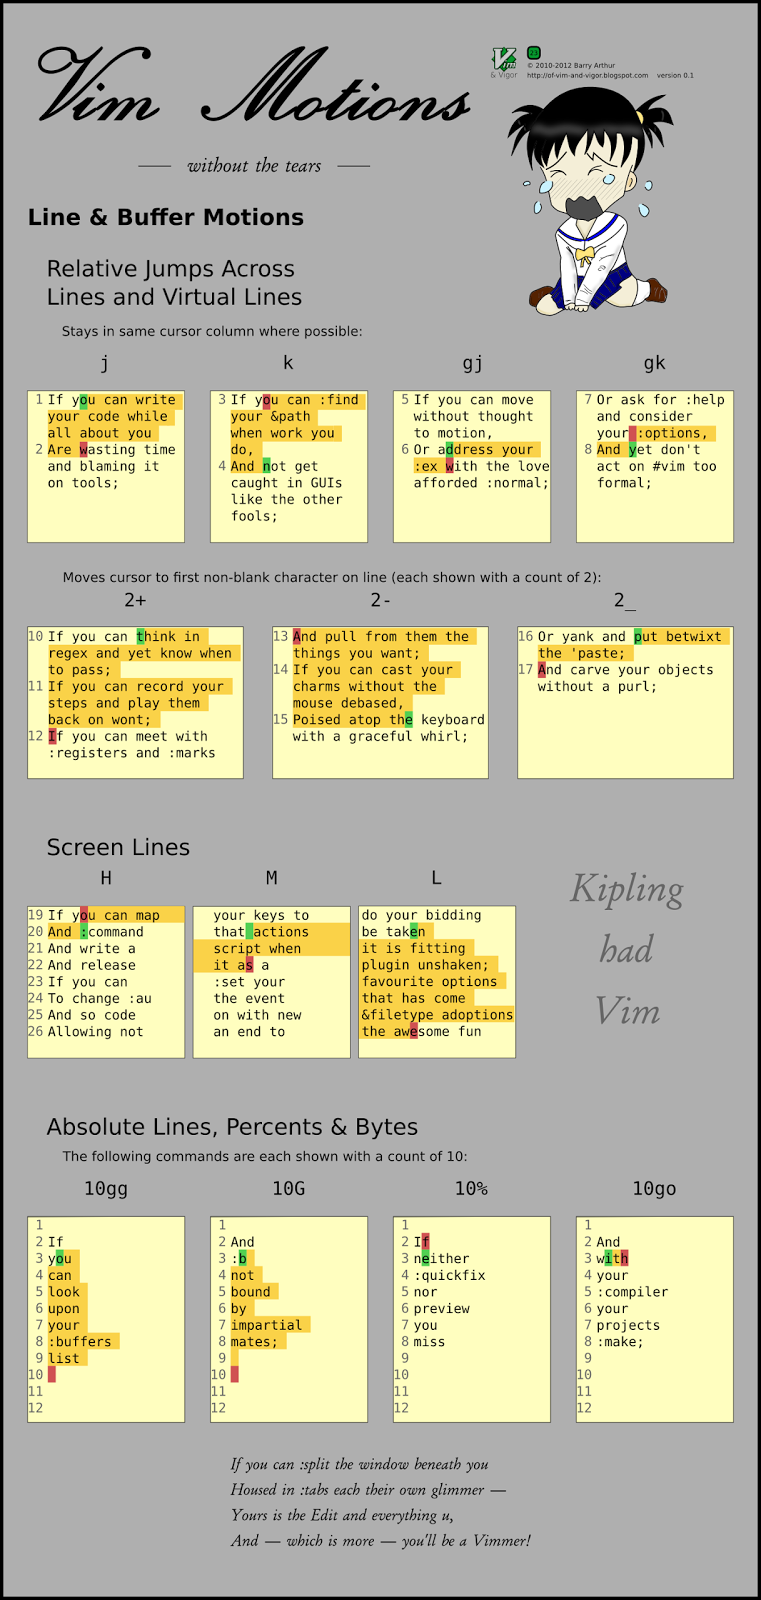 Vim Motions
& Vigor
23
© 2010-2012 Barry Arthur
http://of-vim-and-vigor.blogspot.com version 0.1
without the tears
Line & Buffer Motions
Relative Jumps Across
Lines and Virtual Lines
Stays in same cursor column where possible:
j
1 If you can write
your code while
all about you
2 Are wasting time
and blaming it
on tools;
k
3 If you can :find
your &path
when work you
do,
4 And not get
caught in GUIs
like the other
fools;
gj
5 If you can move
without thought
to motion,
6 Or address your
:ex with the love
afforded :normal;
gk
7 Or ask for :help
and consider
your :options,
8 And yet don't
act on #vim too
formal;
Moves cursor to first non-blank character on line (each shown with a count of 2):
2+
10 If you can think in
regex and yet know when
to pass;
11 If you can record your
steps and play them
back on wont;
12 If you can meet with
:registers and :marks
2-
13 And pull from them the
things you want;
14 If you can cast your
charms without the
mouse debased,
15 Poised atop the keyboard
with a graceful whirl;
2_
16 Or yank and put betwixt
the 'paste;
17 And carve your objects
without a purl;
Screen Lines
H
19 If you can map
20 And :command
21 And write a
22 And release
23 If you can
24 To change :au
25 And so code
26 Allowing not
M
your keys to
that actions
script when
it as a
:set your
the event
on with new
an end to
L
do your bidding
be taken
it is fitting
plugin unshaken;
favourite options
that has come
&filetype adoptions
the awesome fun
Kipling
had
Vim
Absolute Lines, Percents & Bytes
The following commands are each shown with a count of 10:
10gg
1
2 If
3 you
4 can
5 look
6 upon
7 your
8 :buffers
9 list
10
11
12
10G
1
2 And
3 :b
4 not
5 bound
6 by
7 impartial
8 mates;
9
10
11
12
10%
1
2 If
3 neither
4 :quickfix
5 nor
6 preview
7 you
8 miss
9
10
11
12
10go
1
2 And
3 with
4 your
5 :compiler
6 your
7 projects
8 :make;
9
10
11
12
If you can :split the window beneath you
Housed in :tabs each their own glimmer —
Yours is the Edit and everything u,
And — which is more — you'll be a Vimmer!